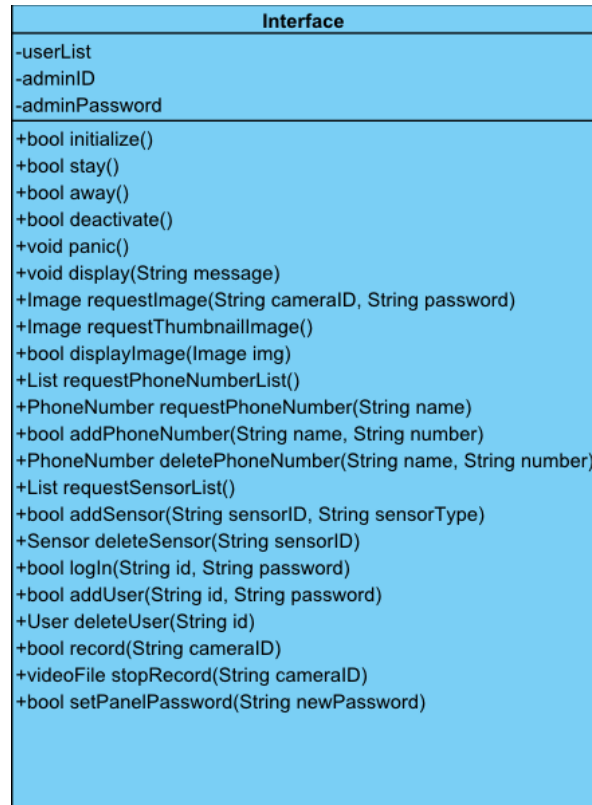 Interface
-userList
-adminID
-adminPassword
+bool initialize()
+bool stay()
+bool away()
+bool deactivate()
+void panic()
+void display(String message)
+Image requestImage(String cameraID, String password)
+Image requestThumbnailImage()
+bool displayImage(Image img)
+List requestPhoneNumberList()
+PhoneNumber requestPhoneNumber(String name)
+bool addPhoneNumber(String name, String number)
+PhoneNumber deletePhoneNumber(String name, String number)
+List requestSensorList()
+bool addSensor(String sensorID, String sensorType)
+Sensor deleteSensor(String sensorID)
+bool logIn(String id, String password)
+bool addUser(String id, String password)
+User deleteUser(String id)
+bool record(String cameraID)
+videoFile stopRecord(String cameraID)
+bool setPanelPassword(String newPassword)